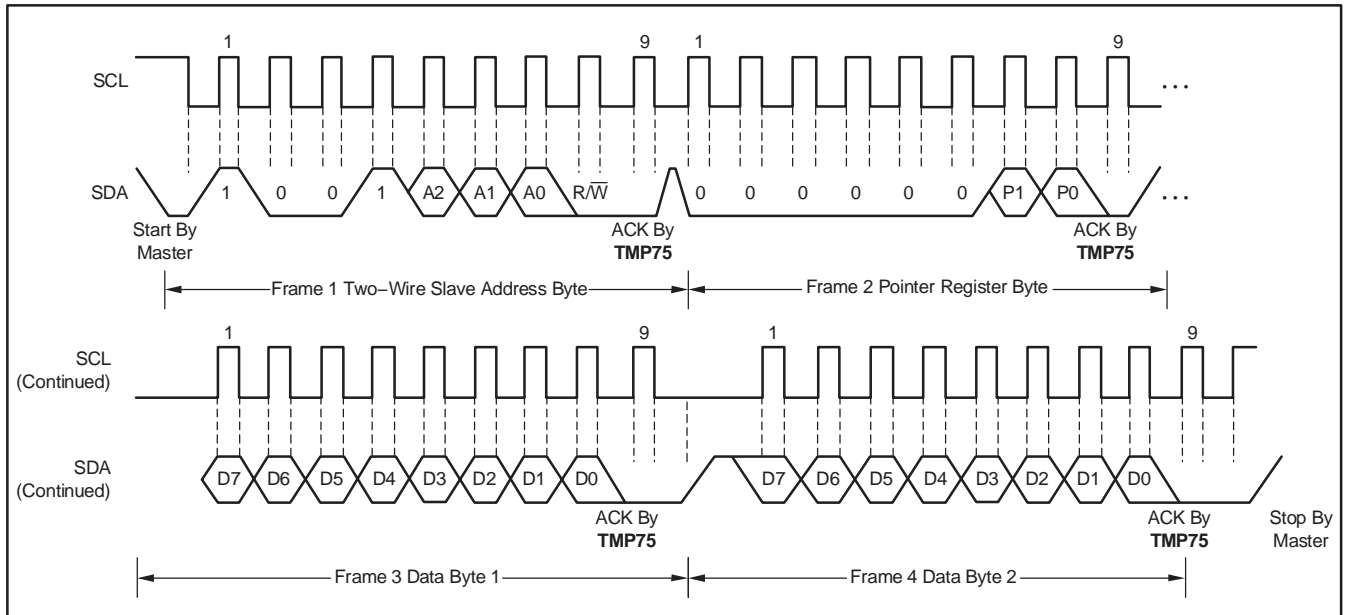 1 9 1 9
SCL ...
SDA 1 0 0 1 A2 A1 A0 R/W̅ 0 0 0 0 0 0 P1 P0 ...
Start By Master
ACK By TMP75
ACK By TMP75
Frame 1 Two−Wire Slave Address Byte
Frame 2 Pointer Register Byte
1 9 1 9
SCL (Continued)
SDA (Continued) D7 D6 D5 D4 D3 D2 D1 D0 D7 D6 D5 D4 D3 D2 D1 D0
ACK By TMP75
ACK By TMP75
Stop By Master
Frame 3 Data Byte 1
Frame 4 Data Byte 2